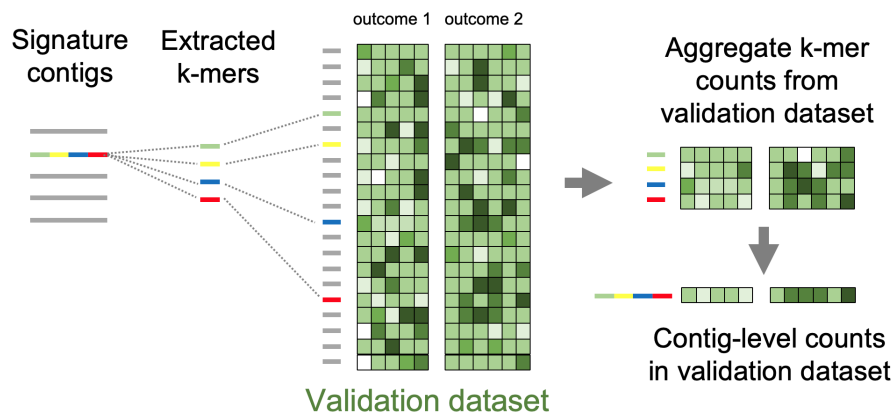 Signature
contigs
Extracted
k-mers
outcome 1
outcome 2
Validation dataset
Aggregate k-mer
counts from
validation dataset
Contig-level counts
in validation dataset